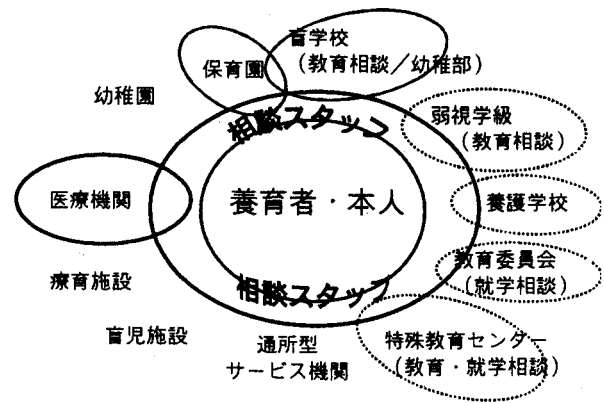 盲学校
(教育相談/幼稚部)
保育園
幼稚園
弱視学級
(教育相談)
相談スタッフ
医療機関
養育者・本人
養護学校
相談スタッフ
教育委員会
(就学相談)
療育施設
盲児施設
通所型
サービス機関
特殊教育センター
(教育・就学相談)